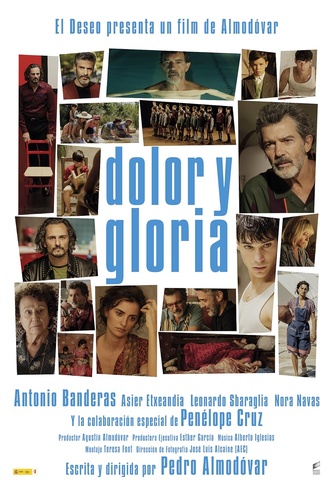 El Deseo presenta un film de Almodóvar
dolor y
gloria
Antonio Banderas Asier Etxeandia Leonardo Sbaraglia Nora Navas
Y la colaboración especial de Penélope Cruz
Productor Agustín Almodóvar Productora Ejecutiva Esther García Música Alberto Iglesias
Montaje Teresa Font Dirección de Fotografía José Luis Alcaine (AEC)
Escrita y dirigida por Pedro Almodóvar